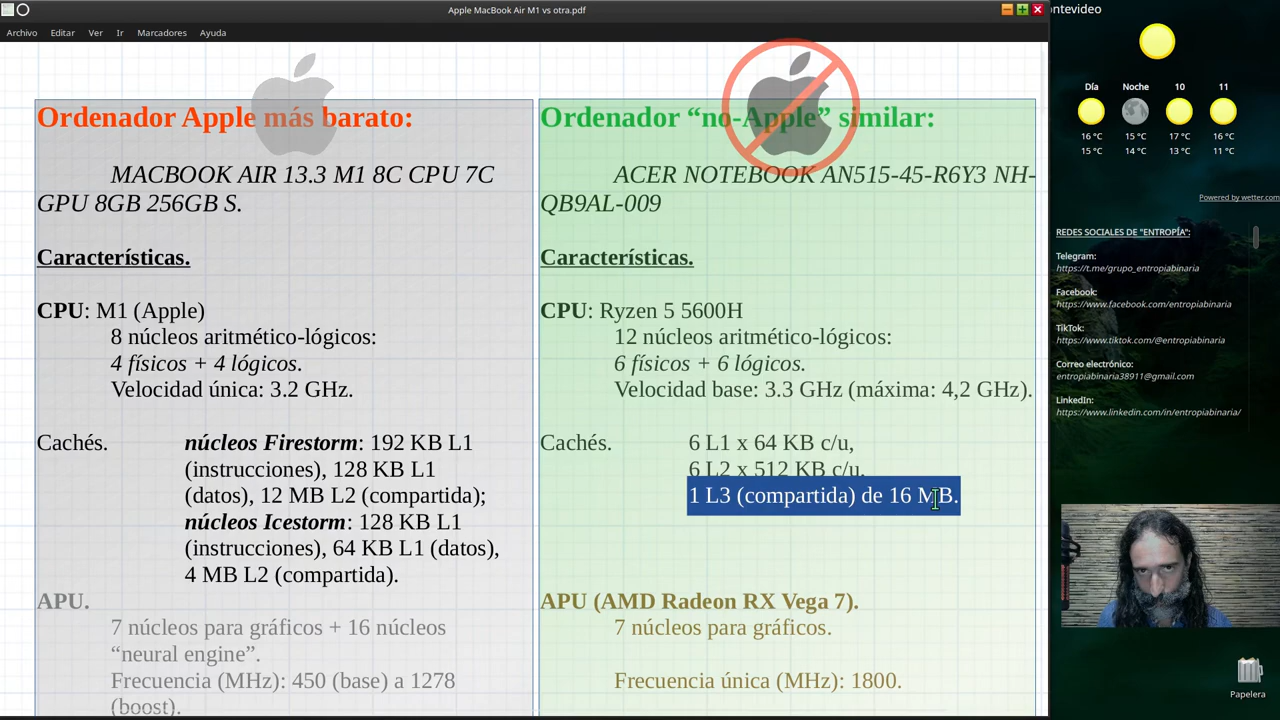 Apple MacBook Air M1 vs otra.pdf
Archivo Editar Ver Ir Marcadores Ayuda
Ordenador Apple más barato:
MACBOOK AIR 13.3 M1 8C CPU 7C
GPU 8GB 256GB S.
Características.
CPU: M1 (Apple)
8 núcleos aritmético-lógicos:
4 físicos + 4 lógicos.
Velocidad única: 3.2 GHz.
Cachés. núcleos Firestorm: 192 KB L1
(instrucciones), 128 KB L1
(datos), 12 MB L2 (compartida);
núcleos Icestorm: 128 KB L1
(instrucciones), 64 KB L1 (datos),
4 MB L2 (compartida).
APU.
7 núcleos para gráficos + 16 núcleos
“neural engine”.
Frecuencia (MHz): 450 (base) a 1278
(boost).
Ordenador “no-Apple” similar:
ACER NOTEBOOK AN515-45-R6Y3 NH-
QB9AL-009
Características.
CPU: Ryzen 5 5600H
12 núcleos aritmético-lógicos:
6 físicos + 6 lógicos.
Velocidad base: 3.3 GHz (máxima: 4,2 GHz).
Cachés. 6 L1 x 64 KB c/u,
6 L2 x 512 KB c/u,
1 L3 (compartida) de 16 MB.
APU (AMD Radeon RX Vega 7).
7 núcleos para gráficos.
Frecuencia única (MHz): 1800.
ontevideo
Día Noche 10 11
16 °C 15 °C 17 °C 16 °C
15 °C 14 °C 13 °C 11 °C
Powered by wetter.com
REDES SOCIALES DE "ENTROPÍA":
Telegram:
https://t.me/grupo_entropiabinaria
Facebook:
https://www.facebook.com/entropiabinaria
TikTok:
https://www.tiktok.com/@entropiabinaria
Correo electrónico:
entropiabinaria38911@gmail.com
LinkedIn:
https://www.linkedin.com/in/entropiabinaria/
Papelera